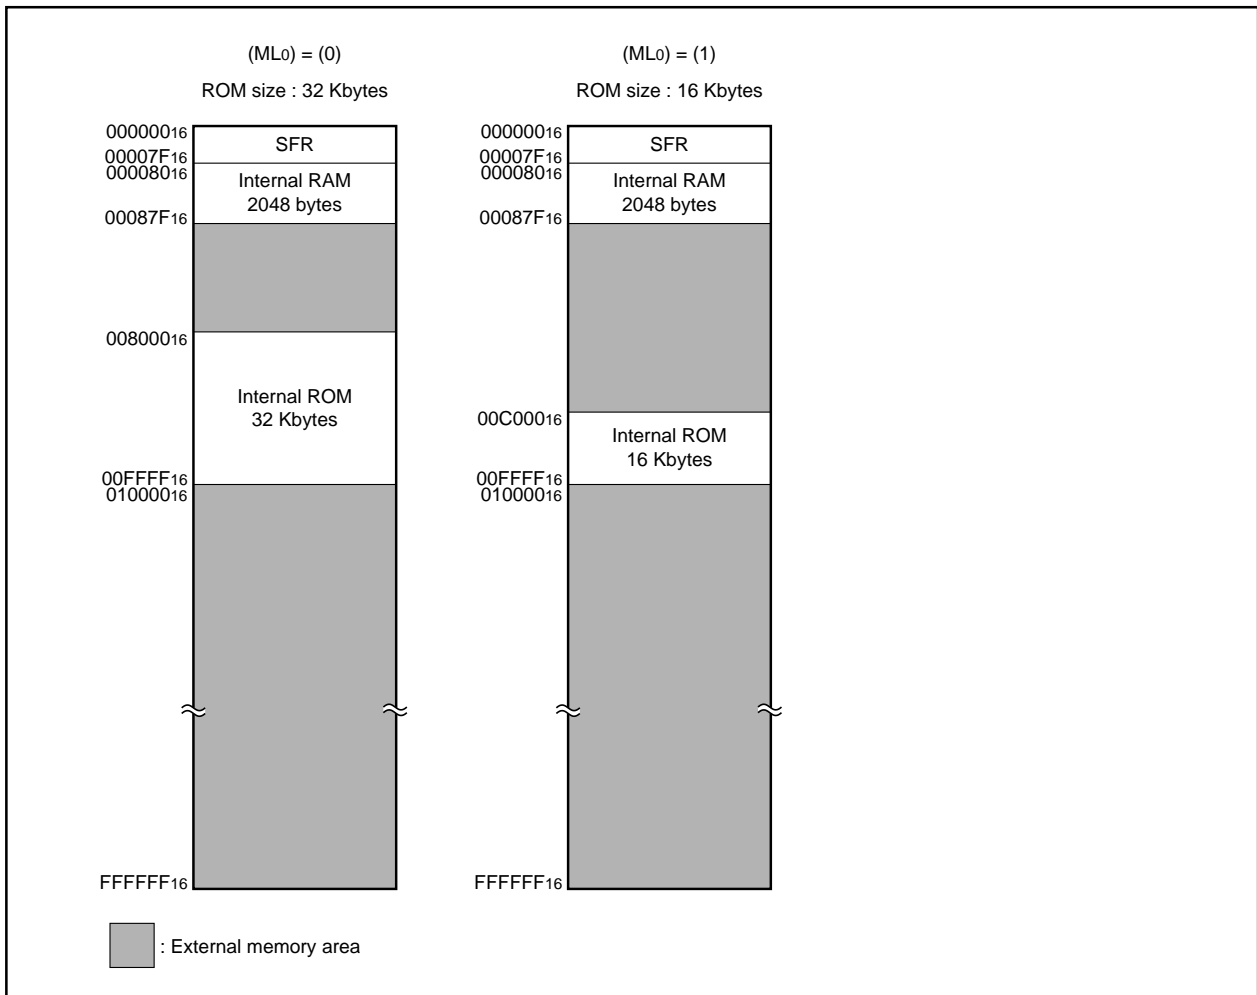 (ML0) = (0)
ROM size : 32 Kbytes
00000016
SFR
00007F16
00008016
Internal RAM
2048 bytes
00087F16
00800016
Internal ROM
32 Kbytes
00FFFF16
01000016
FFFFFF16
(ML0) = (1)
ROM size : 16 Kbytes
00000016
SFR
00007F16
00008016
Internal RAM
2048 bytes
00087F16
00C00016
Internal ROM
16 Kbytes
00FFFF16
01000016
FFFFFF16
: External memory area